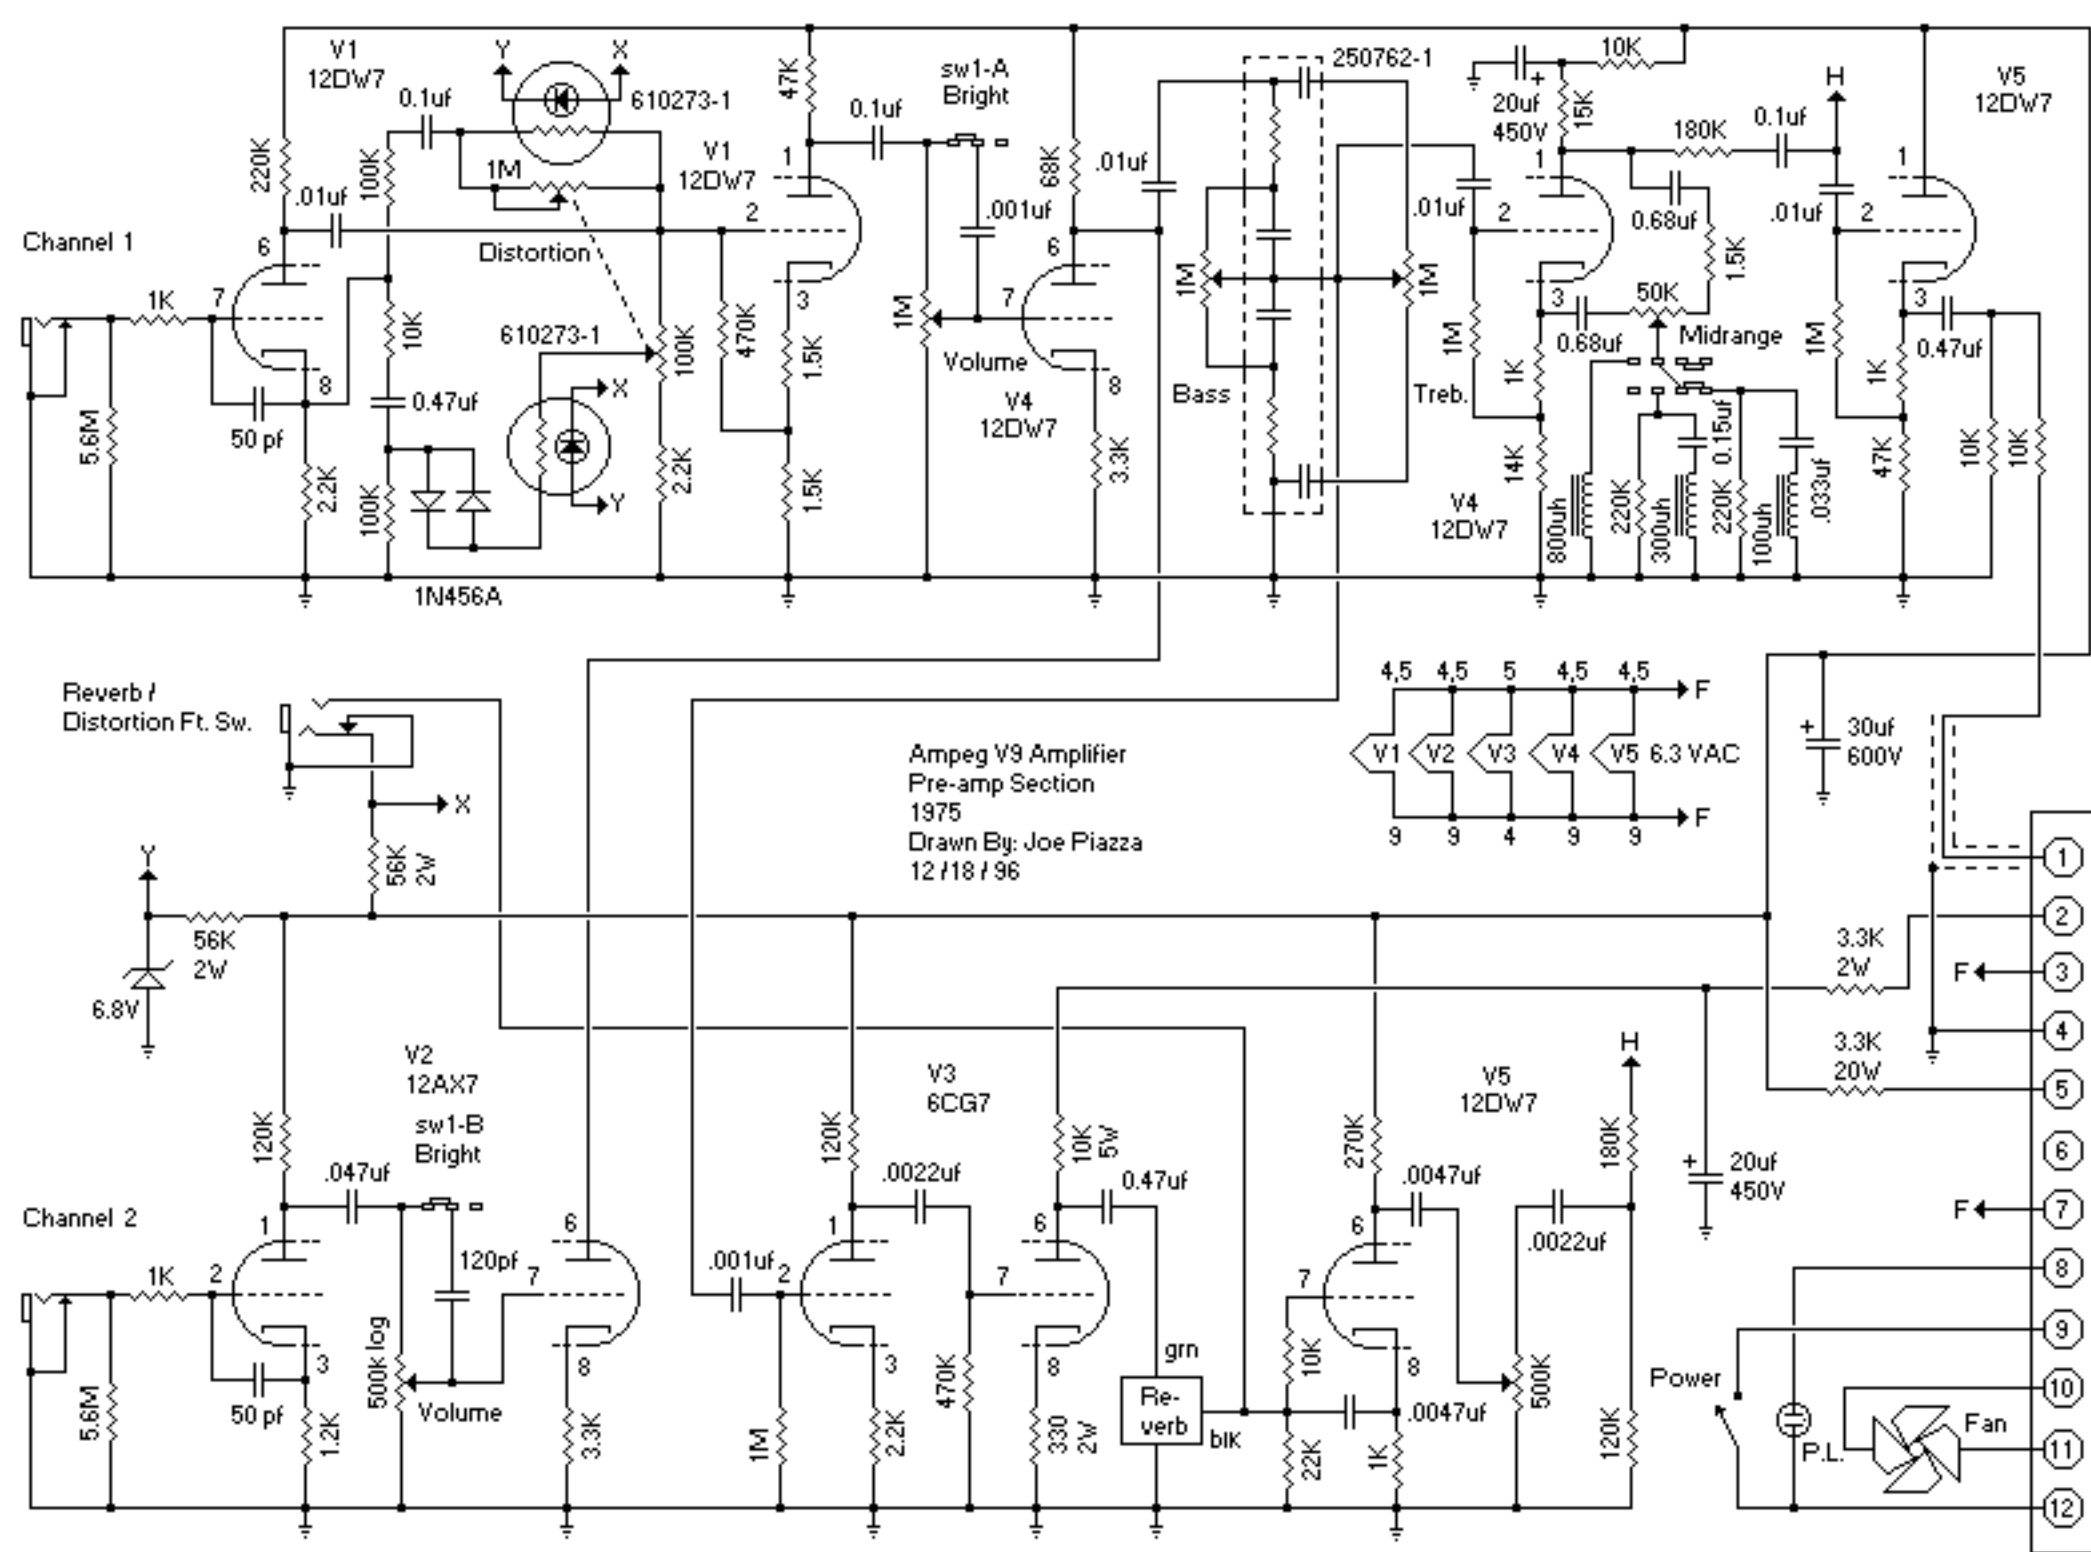 V1
12DW7
Y
X
610273-1
0.1uf
47K
0.1uf
sw1-A
Bright
250762-1
20uf
450V
+
10K
15K
H
V5
12DW7
220K
100K
.01uf
1M
V1
12DW7
1
2
3
.001uf
68K
.01uf
6
.01uf
1
2
180K
0.1uf
0.68uf
1.5K
.01uf
1
2
Channel 1
1K
7
6
8
Distortion
610273-1
10K
0.47uf
50 pf
5.6M
2.2K
100K
1N456A
X
Y
100K
470K
2.2K
1.5K
1.5K
1M
Volume
7
8
V4
12DW7
3.3K
1M
Bass
1M
Treb.
1M
3
50K
0.68uf
Midrange
1K
14K
V4
12DW7
800uh
220K
300uh
0.15uf
220K
100uh
.033uf
1M
3
0.47uf
1K
47K
10K
10K
Reverb /
Distortion Ft. Sw.
X
56K
2W
Y
56K
2W
6.8V
Ampeg V9 Amplifier
Pre-amp Section
1975
Drawn By: Joe Piazza
12 / 18 / 96
4,5
4,5
5
4,5
4,5
F
V1
V2
V3
V4
V5
6.3 VAC
9
9
4
9
9
F
+
30uf
600V
1
2
3.3K
2W
F
3
4
3.3K
20W
5
6
+
20uf
450V
F
7
8
9
10
11
12
Power
P.L.
Fan
V2
12AX7
sw1-B
Bright
120K
.047uf
Channel 2
1K
2
1
3
50 pf
5.6M
1.2K
120pf
500k log
Volume
7
6
8
3.3K
V3
6CG7
120K
.0022uf
.001uf
2
1
3
1M
2.2K
470K
10K
5W
0.47uf
6
7
8
330
2W
grn
Re-
verb
blk
V5
12DW7
270K
.0047uf
6
7
8
10K
22K
.0047uf
1K
500K
.0022uf
H
180K
120K